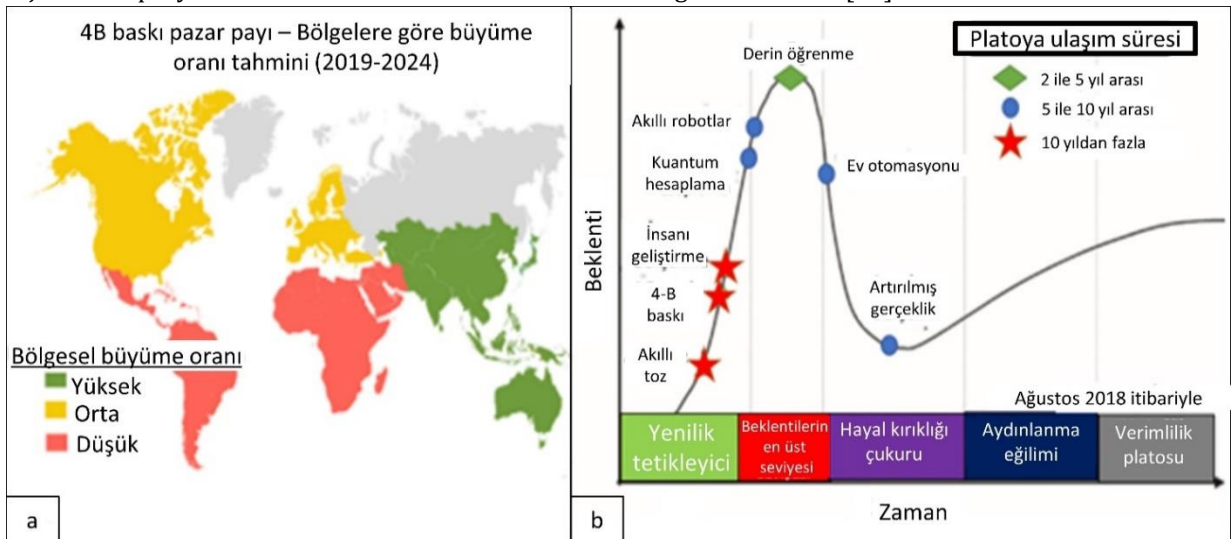 4B baskı pazar payı – Bölgelere göre büyüme
oranı tahmini (2019-2024)
Bölgesel büyüme oranı
Yüksek
Orta
Düşük
a
Platoya ulaşım süresi
2 ile 5 yıl arası
5 ile 10 yıl arası
10 yıldan fazla
Derin öğrenme
Akıllı robotlar
Kuantum
hesaplama
Ev otomasyonu
İnsanı
geliştirme
4-B
baskı
Akıllı
toz
Artırılmış
gerçeklik
Beklenti
Ağustos 2018 itibariyle
Yenilik
tetikleyici
Beklentilerin
en üst
seviyesi
Hayal kırıklığı
çukuru
Aydınlanma
eğilimi
Verimlilik
platosu
Zaman
b